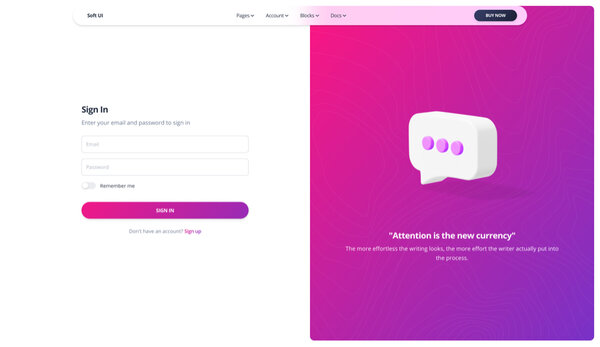 Soft UI
Pages
Account
Blocks
Docs
BUY NOW
Sign In
Enter your email and password to sign in
Email
Password
Remember me
SIGN IN
Don't have an account? Sign up
"Attention is the new currency"
The more effortless the writing looks, the more effort the writer actually put into
the process.